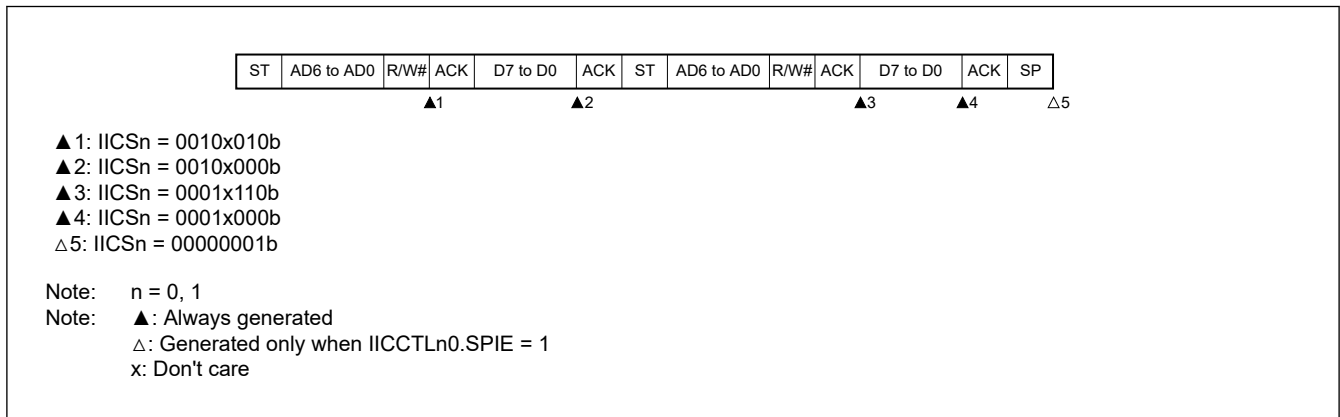 ST AD6 to AD0 R/W# ACK D7 to D0 ACK ST AD6 to AD0 R/W# ACK D7 to D0 ACK SP
▲1 ▲2 ▲3 ▲4 △5
▲1: IICSn = 0010x010b
▲2: IICSn = 0010x000b
▲3: IICSn = 0001x110b
▲4: IICSn = 0001x000b
△5: IICSn = 00000001b
Note: n = 0, 1
Note: ▲: Always generated
△: Generated only when IICCTLn0.SPIE = 1
x: Don't care